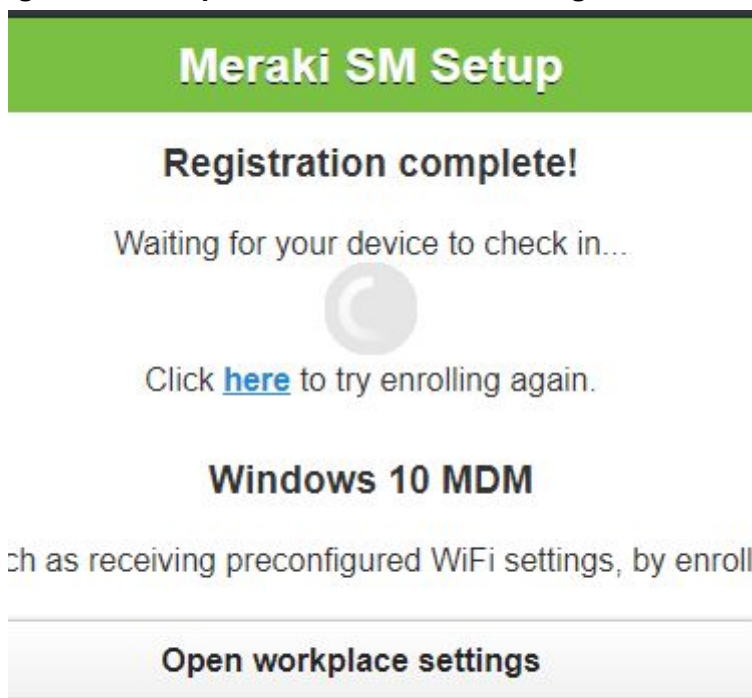 Meraki SM Setup
Registration complete!
Waiting for your device to check in...
Click here to try enrolling again.
Windows 10 MDM
ch as receiving preconfigured WiFi settings, by enroll
Open workplace settings